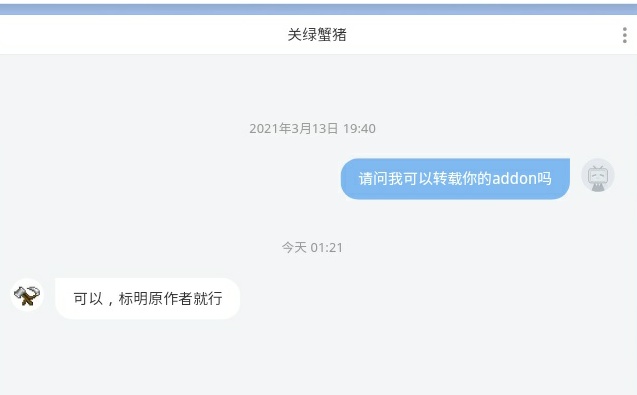 关绿蟹猪
2021年3月13日 19:40
请问我可以转载你的addon吗
今天 01:21
可以，标明原作者就行